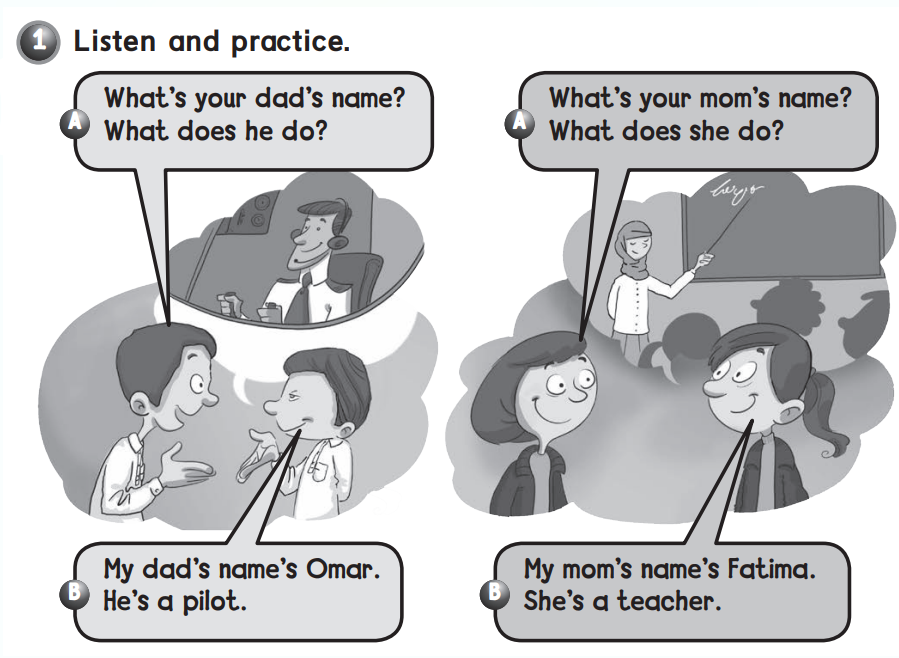 1 Listen and practice.
A What's your dad's name?
What does he do?
B My dad's name's Omar.
He's a pilot.
A What's your mom's name?
What does she do?
B My mom's name's Fatima.
She's a teacher.